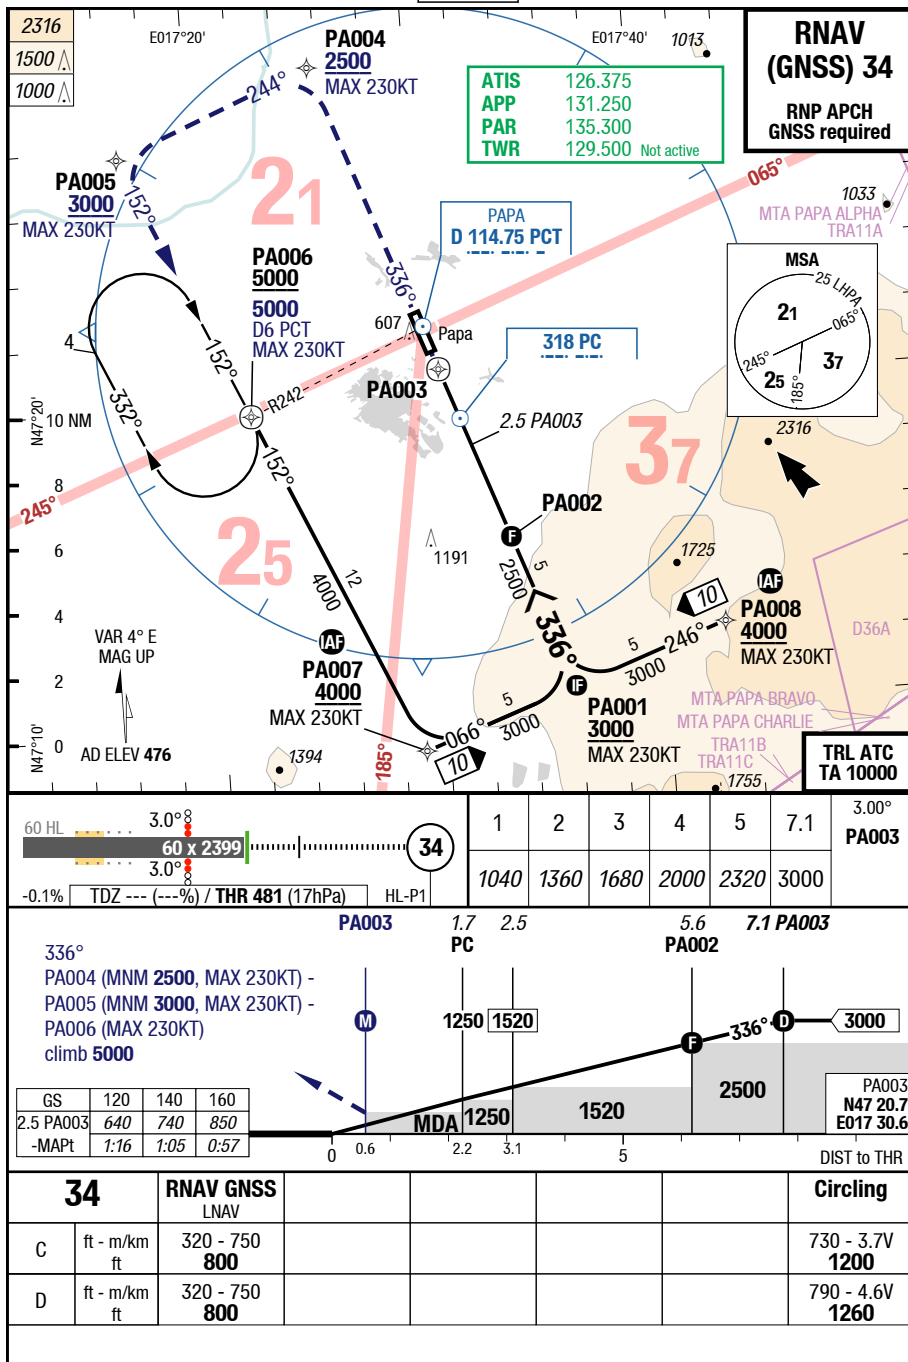 2316
1500
1000
E017°20'
PA004
2500
MAX 230KT
244°
E017°40'
1013
RNAV
(GNSS) 34
RNP APCH
GNSS required
ATIS 126.375
APP 131.250
PAR 135.300
TWR 129.500 Not active
PA005
3000
MAX 230KT
152°
21
065°
1033
MTA PAPA ALPHA
TRA11A
PAPA
D 114.75 PCT
PA006
5000
5000
D6 PCT
MAX 230KT
336°
MSA
25 LHPA
21
065°
245°
25
37
185°
607
Papa
318 PC
4
152°
332°
R242
PA003
2.5 PA003
N47°20'
10 NM
37
2316
152°
8
245°
PA002
F
25
1191
5
2500
1725
6
12
4000
10
IAF
PA008
4000
MAX 230KT
4
VAR 4° E
MAG UP
IAF
PA007
4000
MAX 230KT
336°
5
246°
3000
D36A
2
IF
PA001
3000
MAX 230KT
MTA PAPA BRAVO
MTA PAPA CHARLIE
TRA11B
TRA11C
5
066°
3000
N47°10'
0
AD ELEV 476
1394
185°
10
1755
TRL ATC
TA 10000
60 HL
3.0°
60 x 2399
3.0°
34
-0.1%
TDZ --- (---%) / THR 481 (17hPa)
HL-P1
1 2 3 4 5 7.1 3.00°
PA003
1040 1360 1680 2000 2320 3000
PA003 1.7 2.5 5.6 7.1 PA003
PC PA002
336°
PA004 (MNM 2500, MAX 230KT) -
PA005 (MNM 3000, MAX 230KT) -
PA006 (MAX 230KT)
climb 5000
M 1250 1520 F 336° D 3000
MDA 1250 1520 2500
GS 120 140 160
2.5 PA003 640 740 850
-MAPt 1:16 1:05 0:57
PA003
N47 20.7
E017 30.6
0 0.6 2.2 3.1 5 DIST to THR
34 RNAV GNSS Circling
LNAV
C ft - m/km 320 - 750 730 - 3.7V
ft 800 1200
D ft - m/km 320 - 750 790 - 4.6V
ft 800 1260